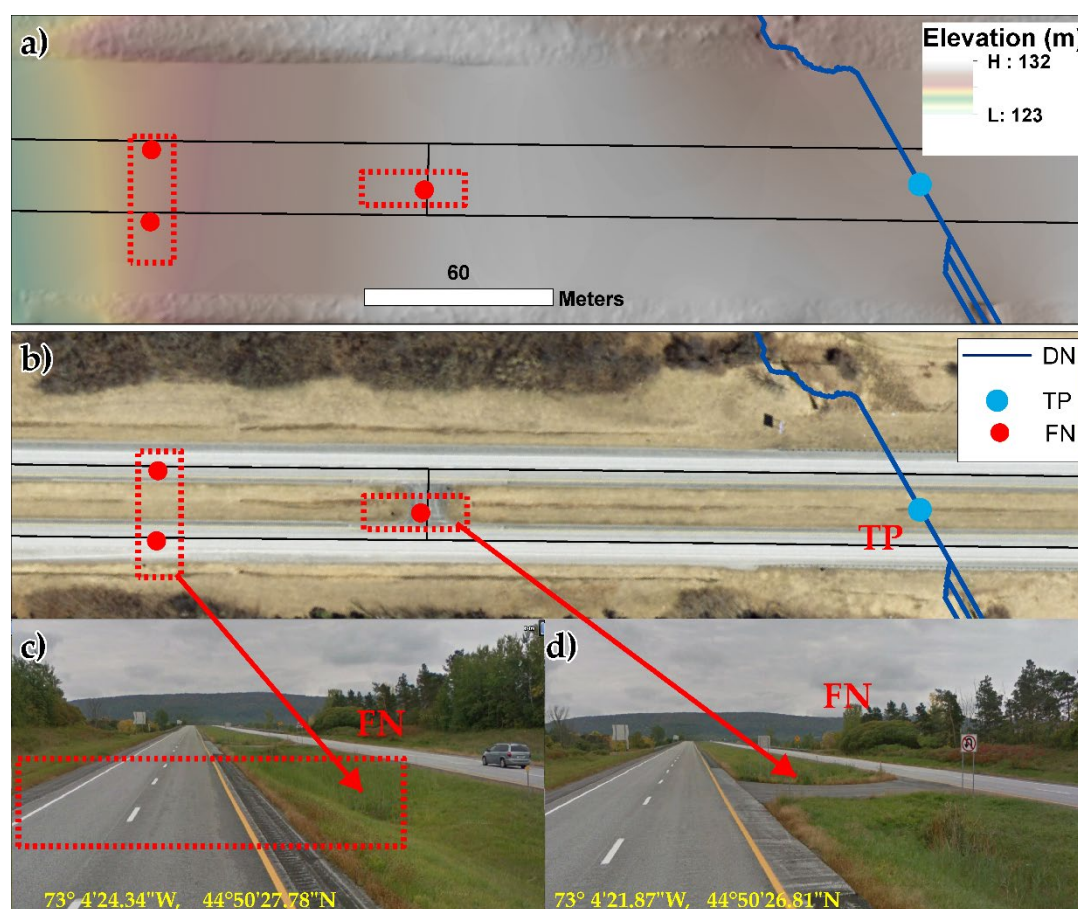 a)
Elevation (m)
H : 132
L: 123
60
Meters
b)
DN
TP
FN
TP
c)
FN
73° 4'24.34"W, 44°50'27.78"N
d)
FN
73° 4'21.87"W, 44°50'26.81"N